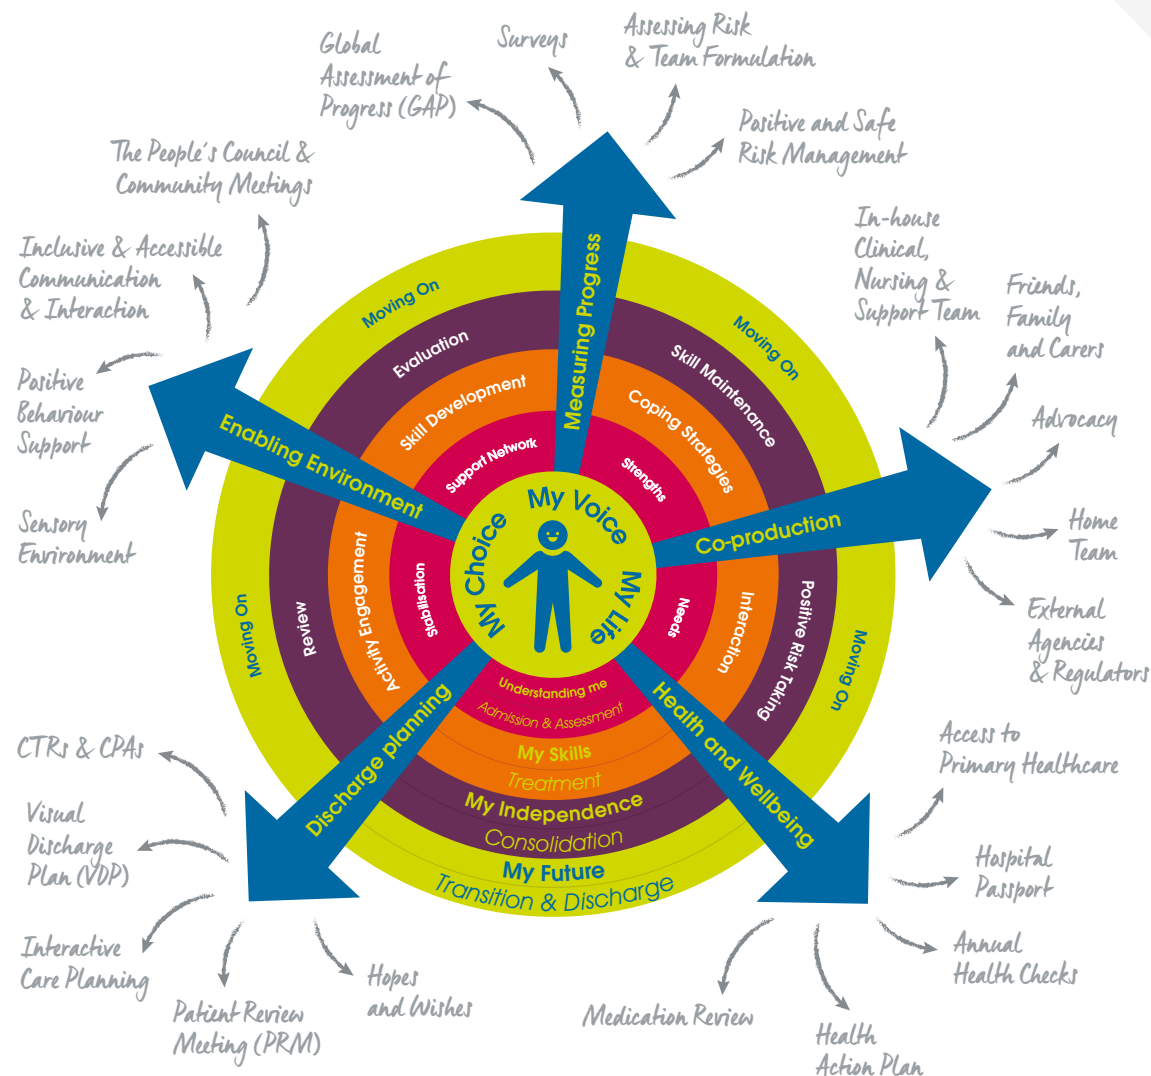 Global
Assessment of
Progress (GAP)
Surveys
Assessing Risk
& Team Formulation
Positive and Safe
Risk Management
The People's Council &
Community Meetings
Inclusive & Accessible
Communication
& Interaction
Positive
Behaviour
Support
Sensory
Environment
In-house
Clinical,
Nursing &
Support Team
Friends,
Family
and Carers
Advocacy
Home
Team
External
Agencies
& Regulators
Measuring Progress
Enabling Environment
Co-production
Discharge planning
Health and Wellbeing
Moving On
Moving On
Moving On
Moving On
Evaluation
Skill Maintenance
Review
Positive Risk Taking
Skill Development
Coping Strategies
Activity Engagement
Interaction
Support Network
Strengths
Stabilisation
Needs
My Choice
My Voice
My Life
Understanding me
Admission & Assessment
My Skills
Treatment
My Independence
Consolidation
My Future
Transition & Discharge
CTRs & CPAs
Visual
Discharge
Plan (VDP)
Interactive
Care Planning
Patient Review
Meeting (PRM)
Hopes
and Wishes
Access to
Primary Healthcare
Hospital
Passport
Annual
Health Checks
Medication Review
Health
Action Plan